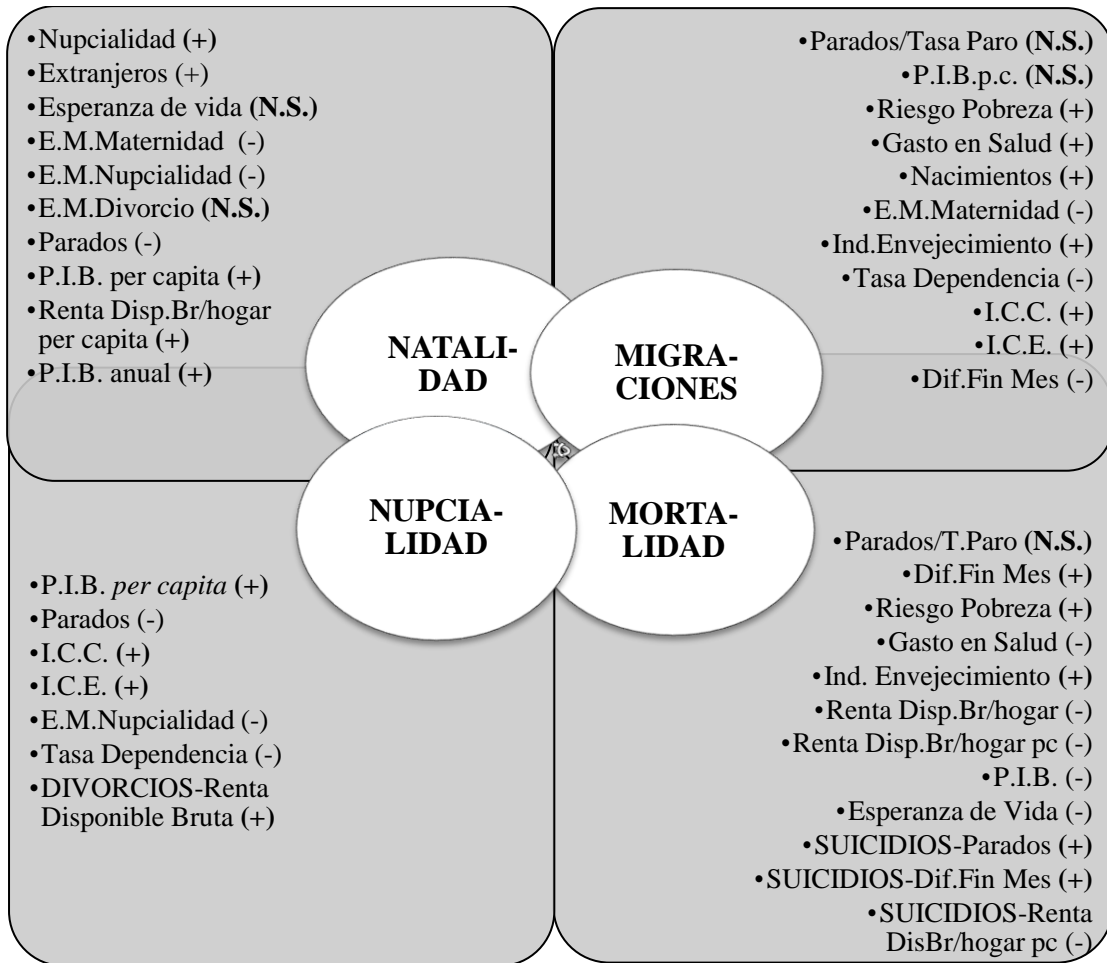 •Nupcialidad (+)
•Extranjeros (+)
•Esperanza de vida (N.S.)
•E.M.Maternidad (-)
•E.M.Nupcialidad (-)
•E.M.Divorcio (N.S.)
•Parados (-)
•P.I.B. per capita (+)
•Renta Disp.Br/hogar
per capita (+)
•P.I.B. anual (+)
•Parados/Tasa Paro (N.S.)
•P.I.B.p.c. (N.S.)
•Riesgo Pobreza (+)
•Gasto en Salud (+)
•Nacimientos (+)
•E.M.Maternidad (-)
•Ind.Envejecimiento (+)
•Tasa Dependencia (-)
•I.C.C. (+)
•I.C.E. (+)
•Dif.Fin Mes (-)
NATALI-
DAD
MIGRA-
CIONES
NUPCIA-
LIDAD
MORTA-
LIDAD
•P.I.B. per capita (+)
•Parados (-)
•I.C.C. (+)
•I.C.E. (+)
•E.M.Nupcialidad (-)
•Tasa Dependencia (-)
•DIVORCIOS-Renta
Disponible Bruta (+)
•Parados/T.Paro (N.S.)
•Dif.Fin Mes (+)
•Riesgo Pobreza (+)
•Gasto en Salud (-)
•Ind. Envejecimiento (+)
•Renta Disp.Br/hogar (-)
•Renta Disp.Br/hogar pc (-)
•P.I.B. (-)
•Esperanza de Vida (-)
•SUICIDIOS-Parados (+)
•SUICIDIOS-Dif.Fin Mes (+)
•SUICIDIOS-Renta
DisBr/hogar pc (-)